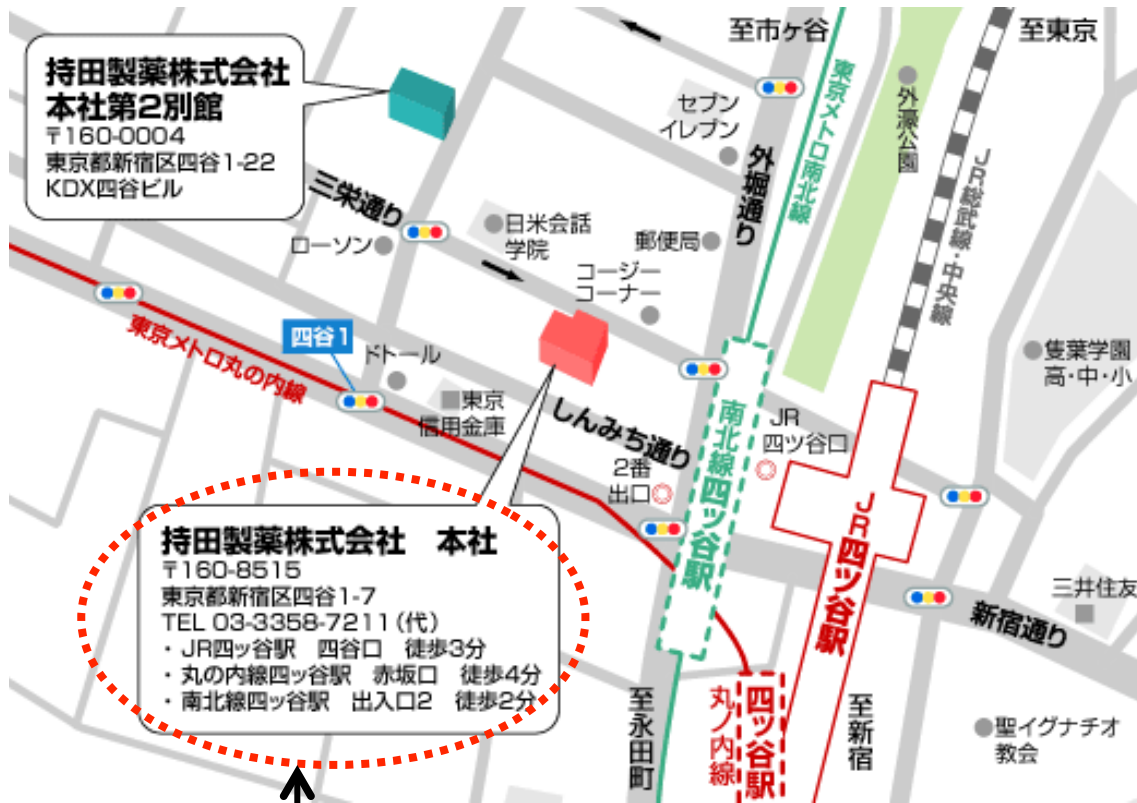 至市ヶ谷
至東京
持田製薬株式会社
本社第2別館
〒160-0004
東京都新宿区四谷1-22
KDX四谷ビル
セブン
イレブン
東京メトロ南北線
外濠公園
外堀通り
JR総武線・中央線
三栄通り
ローソン
日米会話
学院
郵便局
コージー
コーナー
東京メトロ丸の内線
四谷1
ドトール
東京
信用金庫
しんみち通り
隻葉学園
高・中・小
JR
四ツ谷口
2番
出口
南北線四ツ谷駅
JR四ツ谷駅
持田製薬株式会社 本社
〒160-8515
東京都新宿区四谷1-7
TEL 03-3358-7211(代)
・JR四ッ谷駅 四谷口 徒歩3分
・丸の内線四ッ谷駅 赤坂口 徒歩4分
・南北線四ッ谷駅 出入口2 徒歩2分
三井住友
新宿通り
至永田町
丸ノ内線
四ツ谷駅
至新宿
聖イグナチオ
教会